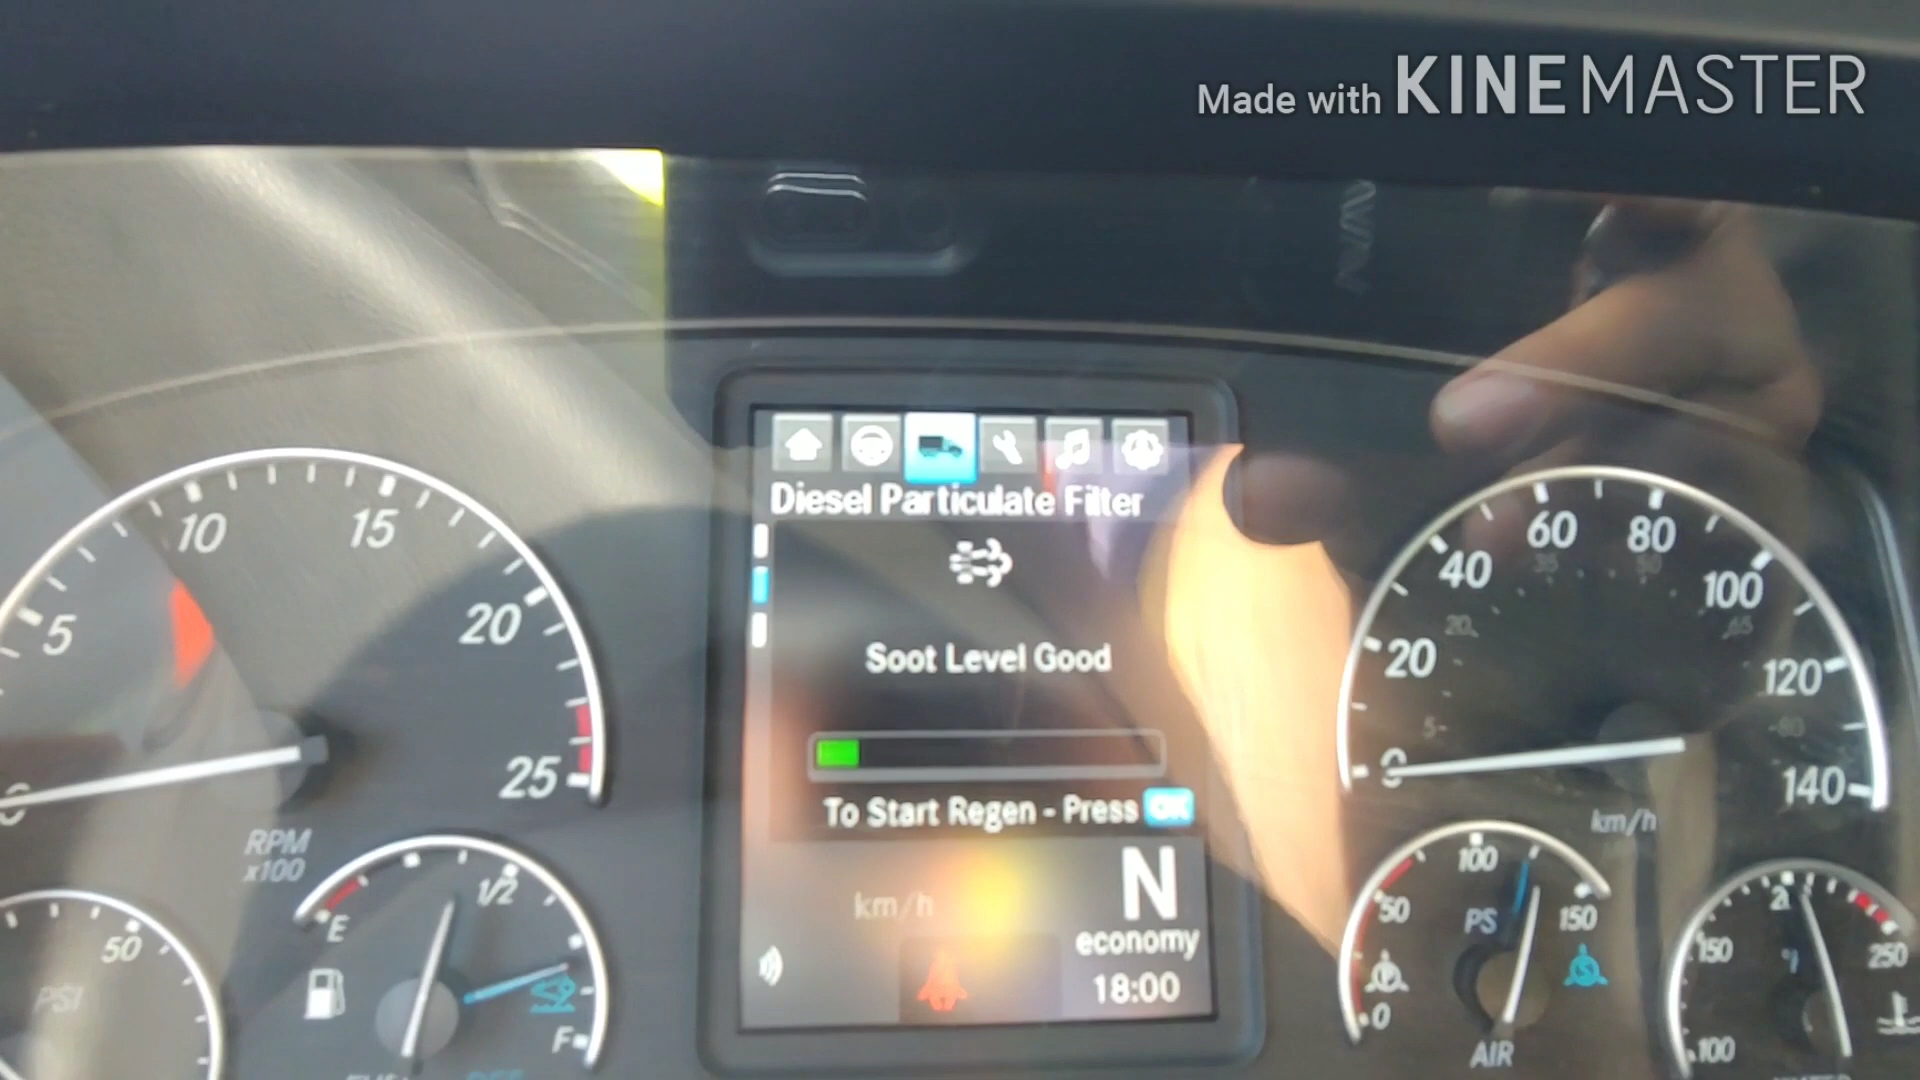 Made with KINEMASTER
Diesel Particulate Filter
Soot Level Good
To Start Regen - Press OK
km/h
N
economy
18:00
5
10
15
20
25
RPM
x100
50
PSI
E
1/2
F
0
20
40
60
80
100
120
140
km/h
0
50
100
150
PS
AIR
100
150
250